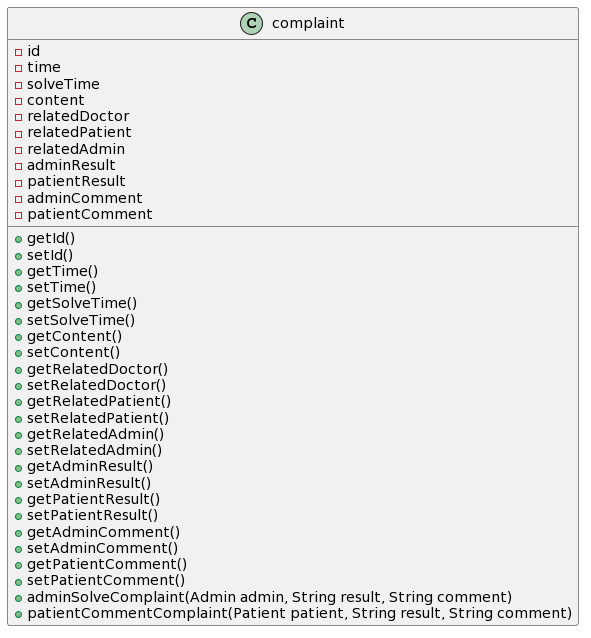 C complaint
id
time
solveTime
content
relatedDoctor
relatedPatient
relatedAdmin
adminResult
patientResult
adminComment
patientComment
getId()
setId()
getTime()
setTime()
getSolveTime()
setSolveTime()
getContent()
setContent()
getRelatedDoctor()
setRelatedDoctor()
getRelatedPatient()
setRelatedPatient()
getRelatedAdmin()
setRelatedAdmin()
getAdminResult()
setAdminResult()
getPatientResult()
setPatientResult()
getAdminComment()
setAdminComment()
getPatientComment()
setPatientComment()
adminSolveComplaint(Admin admin, String result, String comment)
patientCommentComplaint(Patient patient, String result, String comment)